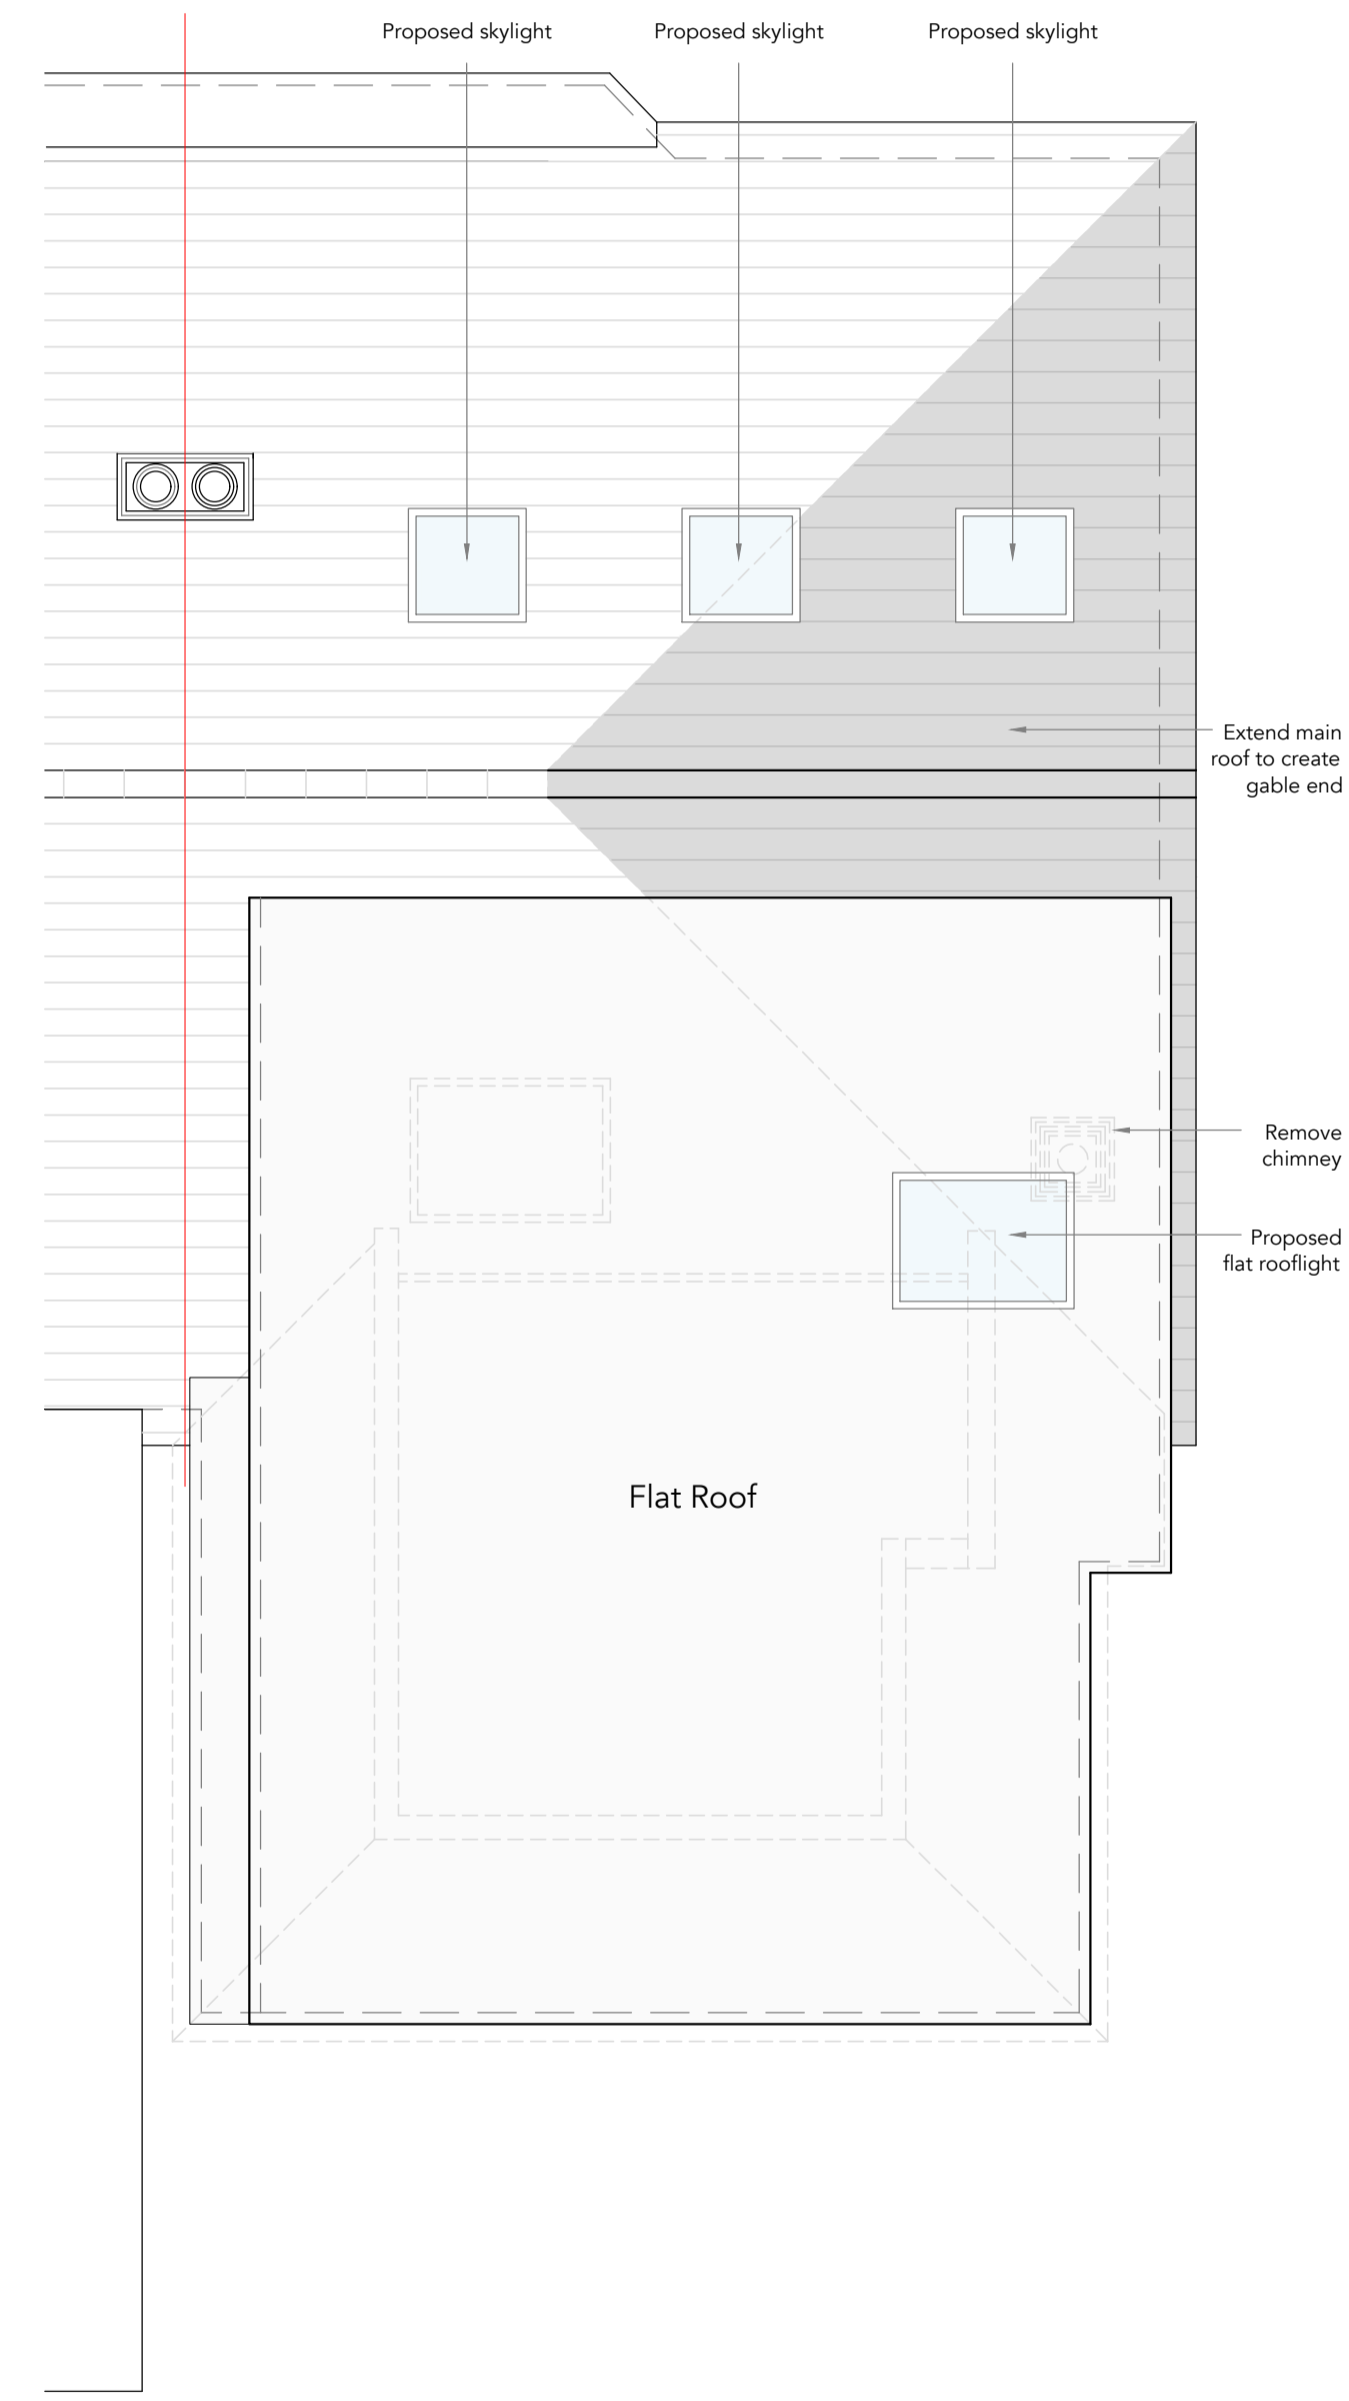 Proposed skylight
Proposed skylight
Proposed skylight
Extend main
roof to create
gable end
Remove
chimney
Proposed
flat rooflight
Flat Roof